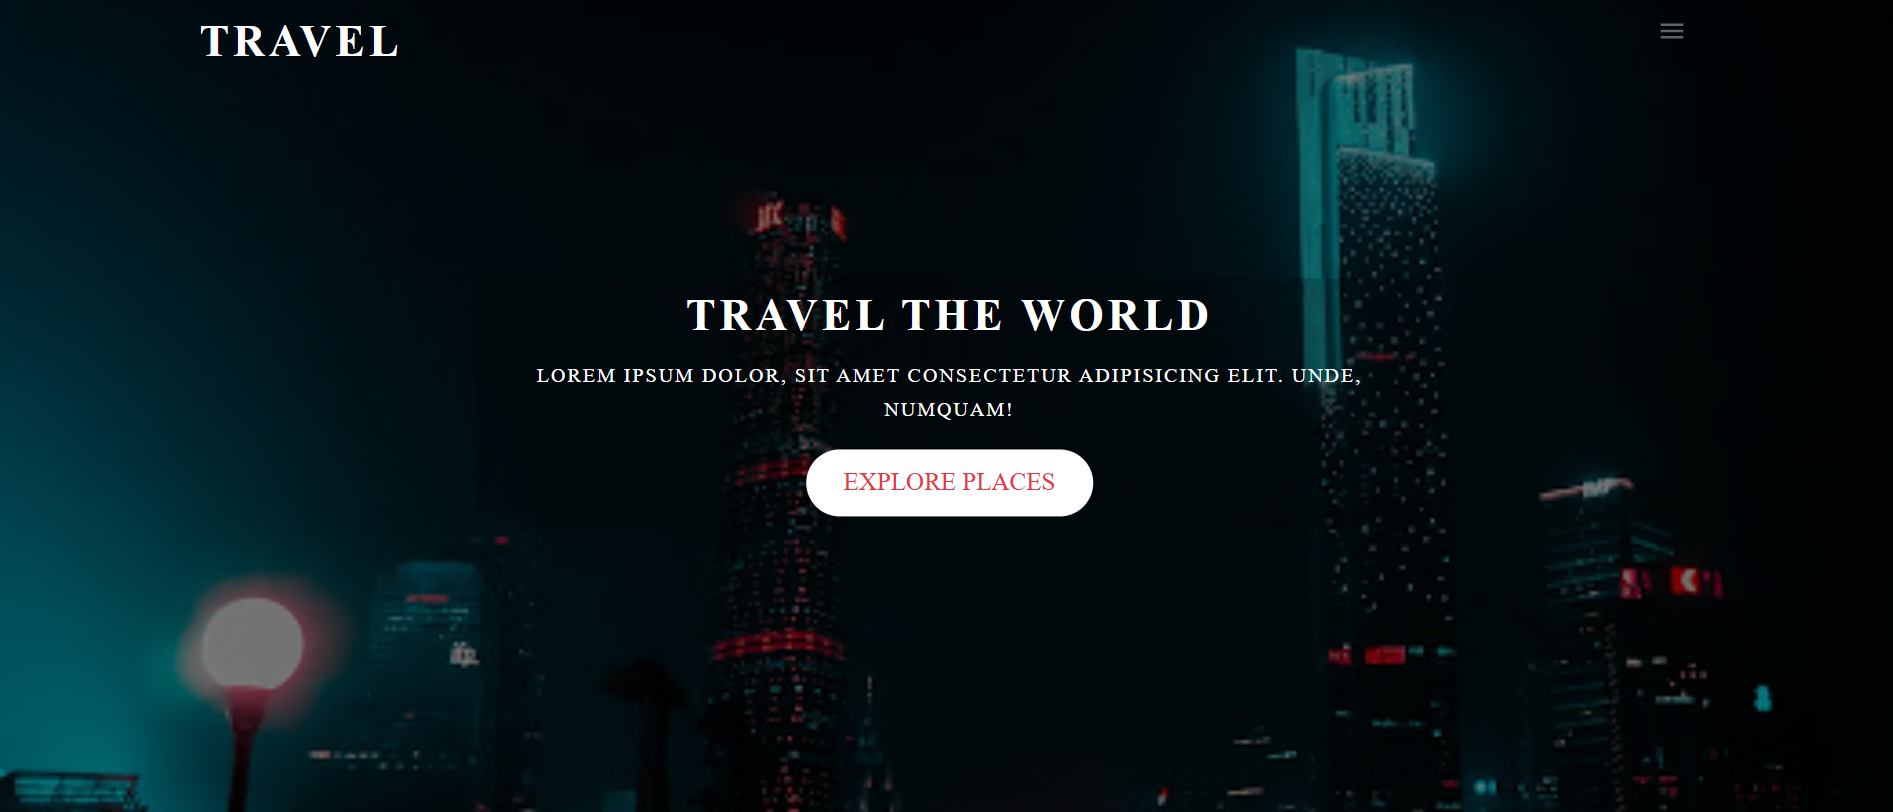 TRAVEL
TRAVEL THE WORLD
LOREM IPSUM DOLOR, SIT AMET CONSECTETUR ADIPISICING ELIT. UNDE,
NUMQUAM!
EXPLORE PLACES